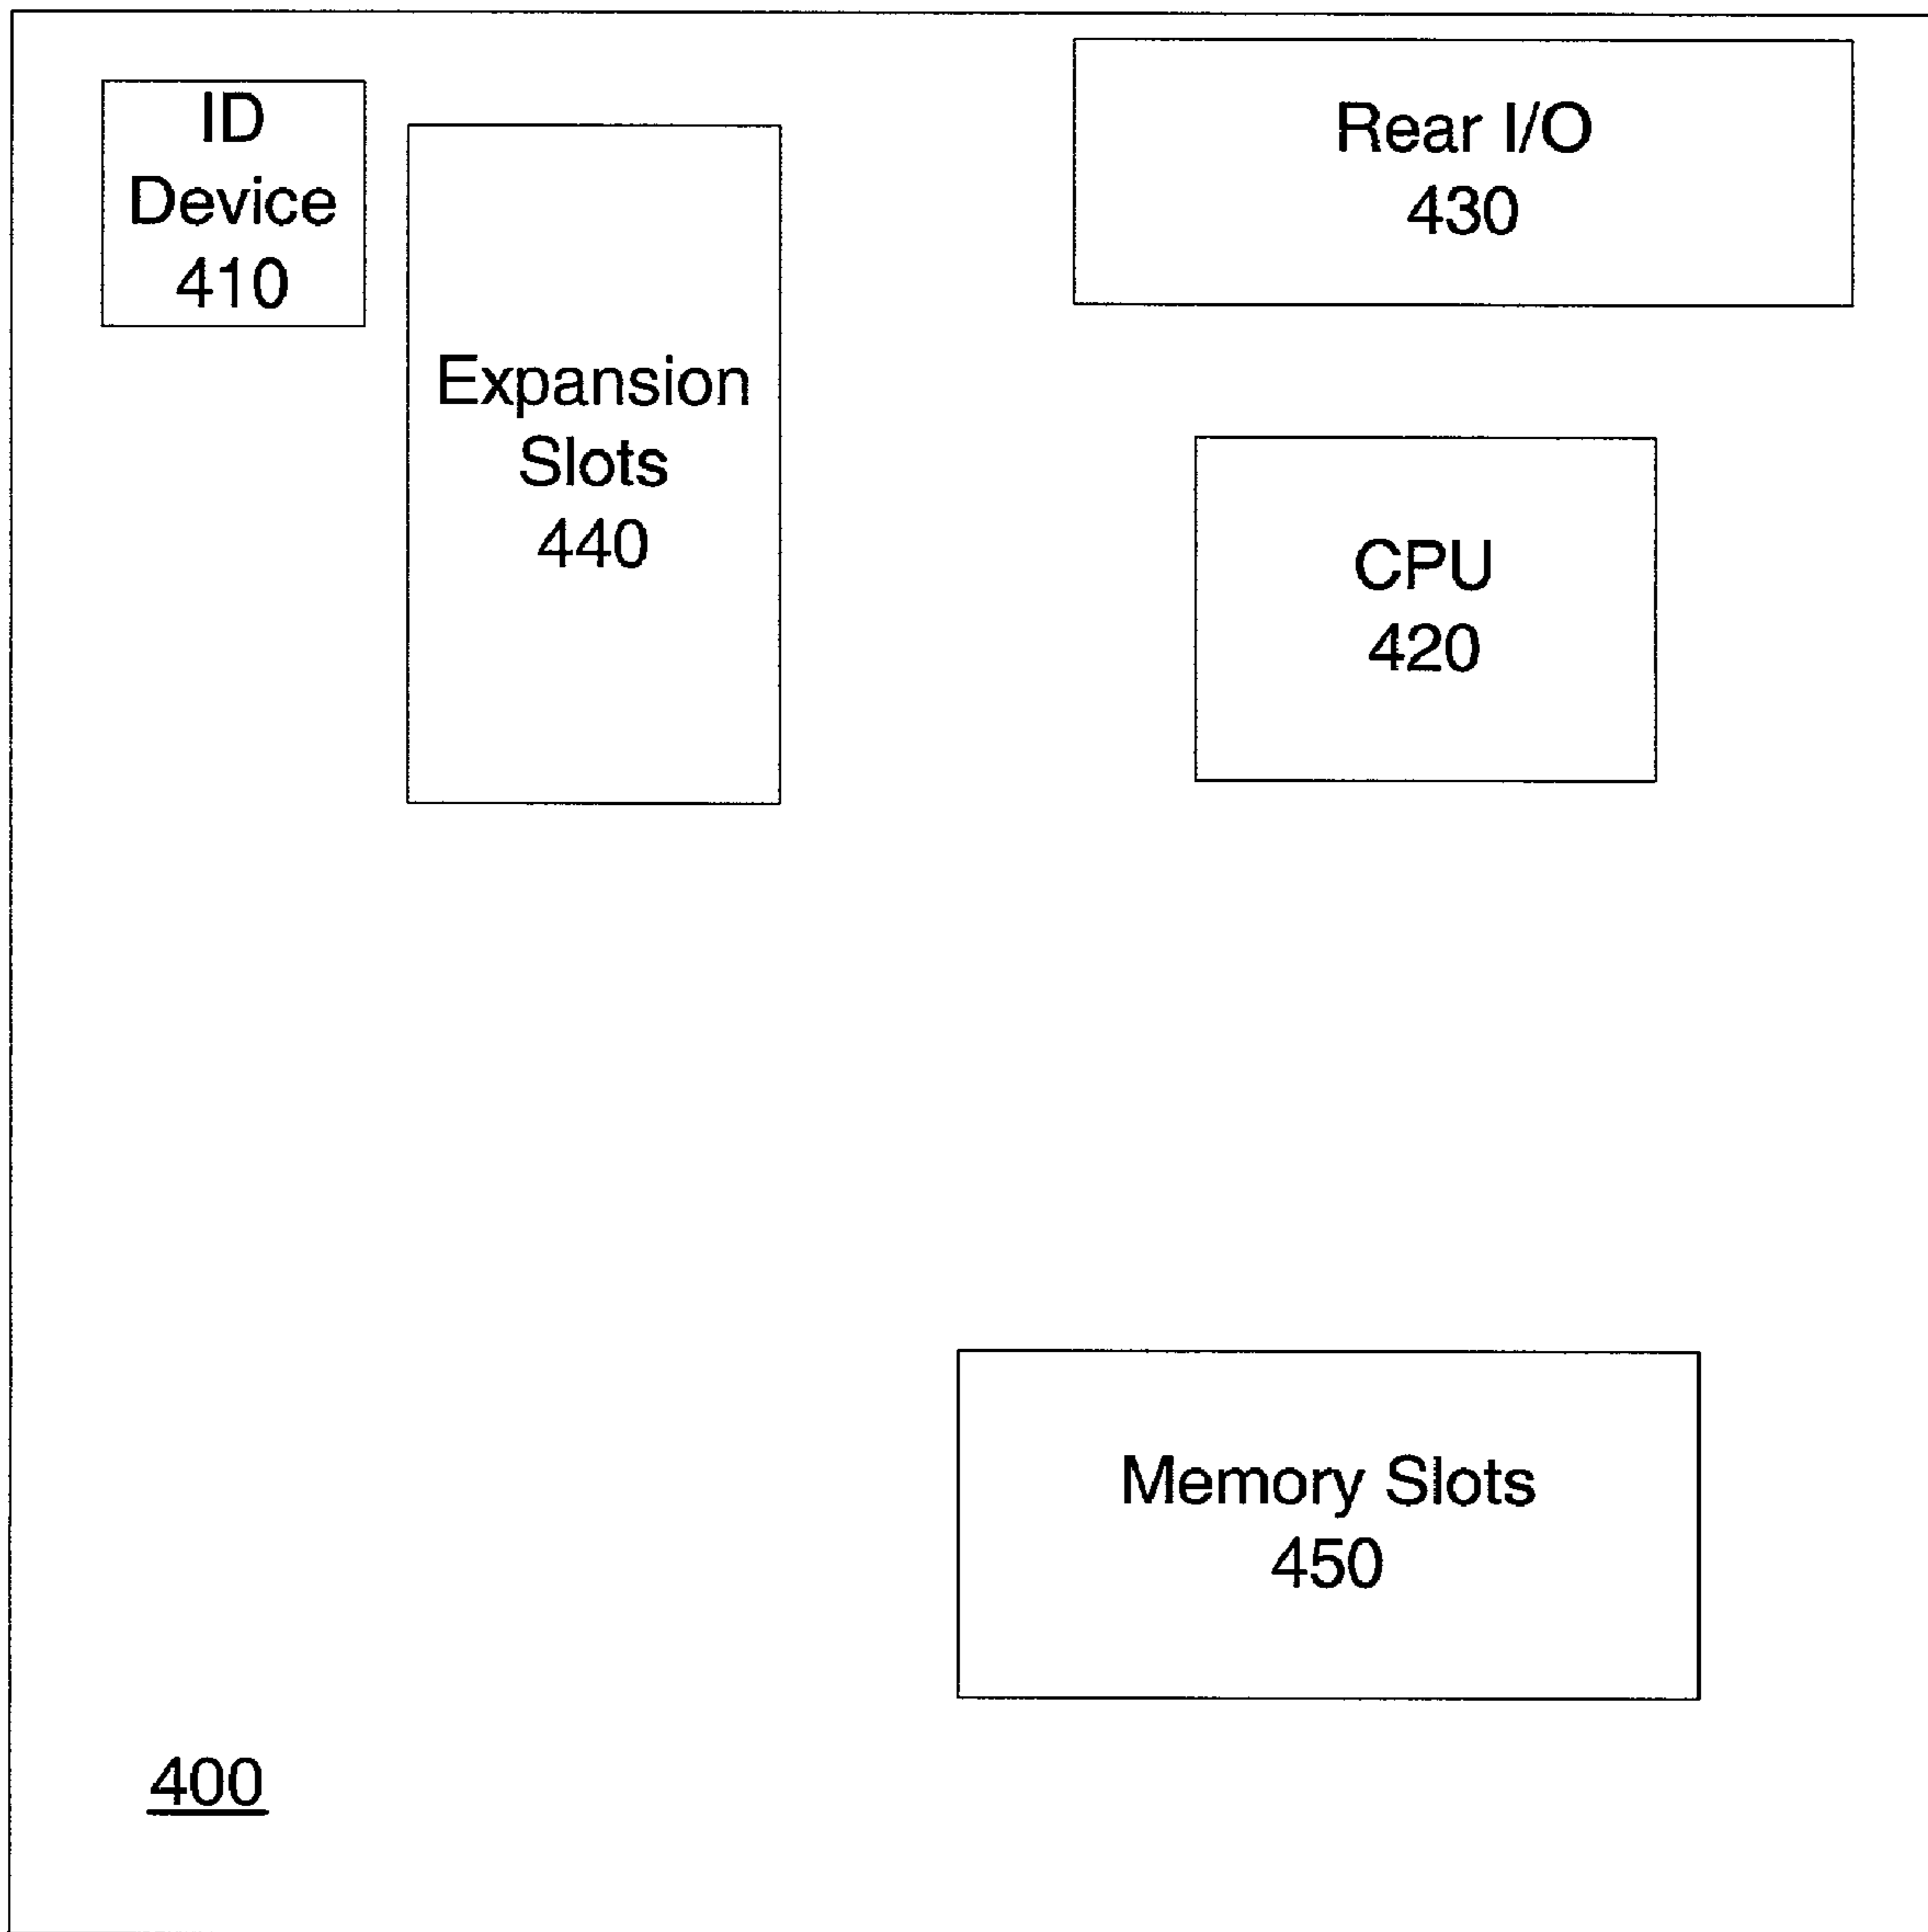 ID
Device
410
Rear I/O
430
Expansion
Slots
440
CPU
420
Memory Slots
450
400